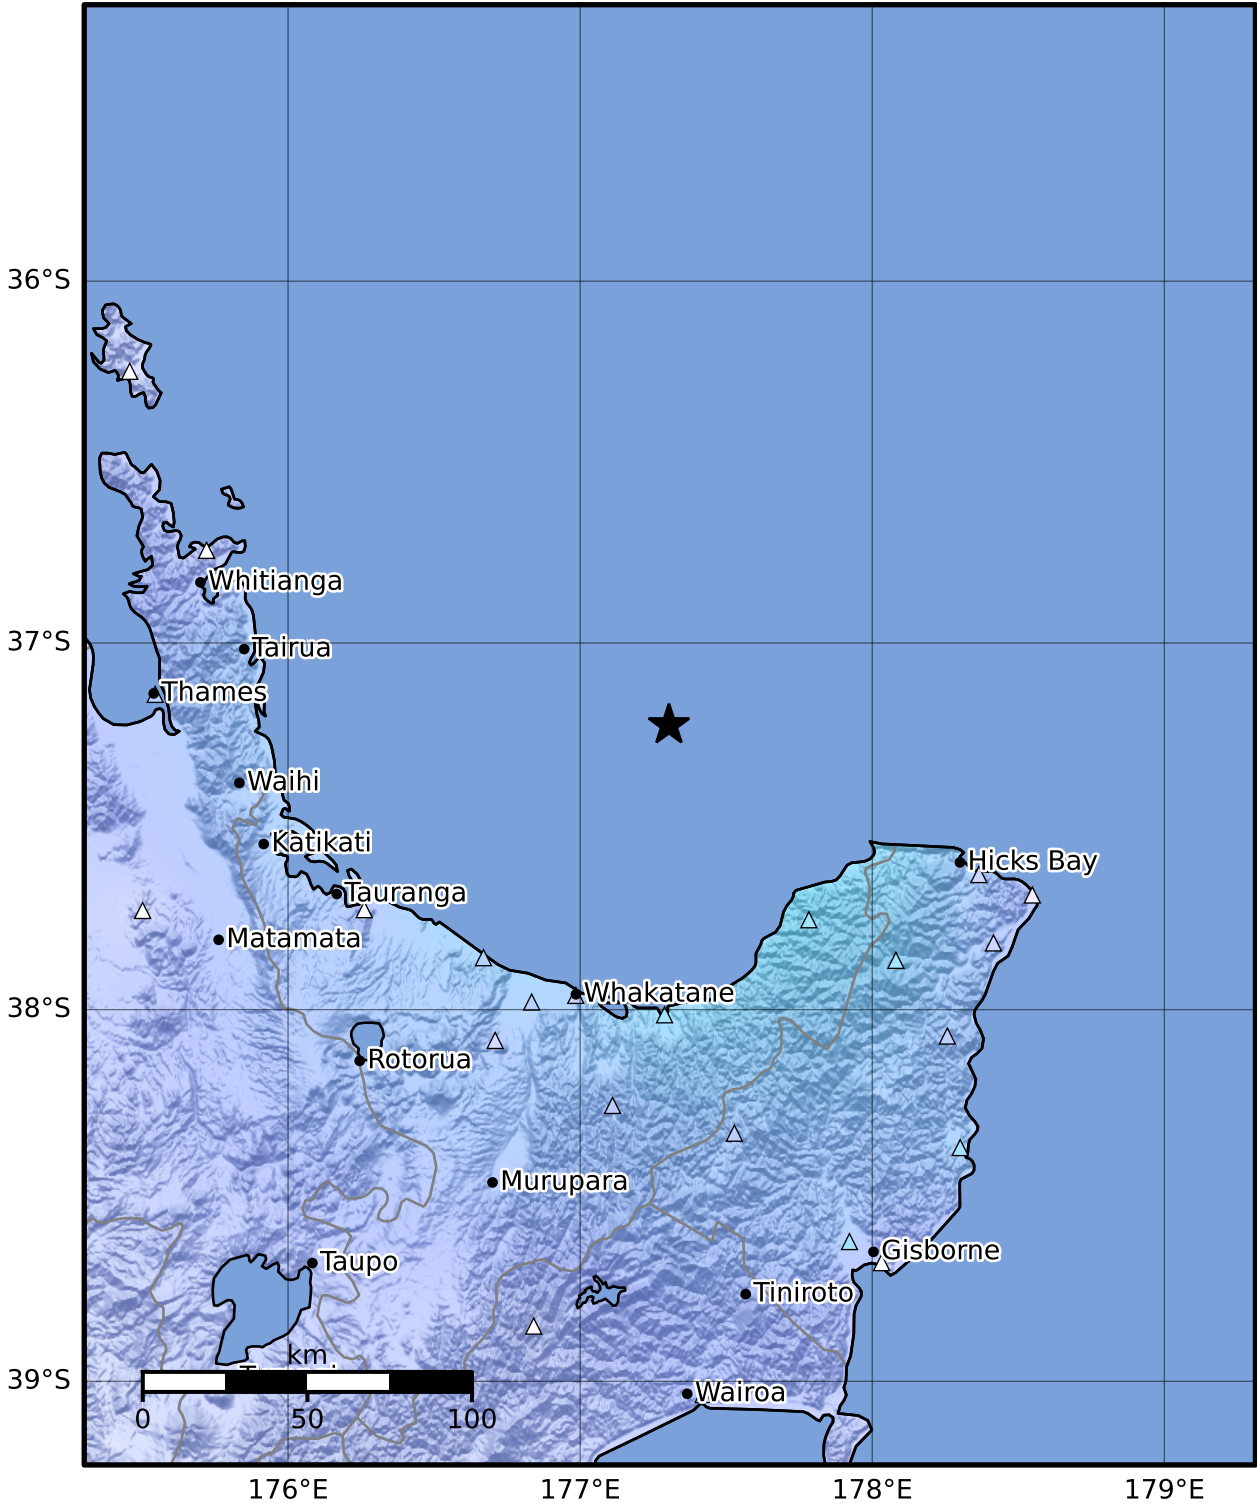 36°S
Whitianga
37°S
Tairua
Thames
Waihi
Katikati
Hicks Bay
Tauranga
Matamata
Whakatane
38°S
Rotorua
Murupara
Gisborne
Taupo
Tiniroto
km
39°S
Wairoa
0 50 100
176°E 177°E 178°E 179°E